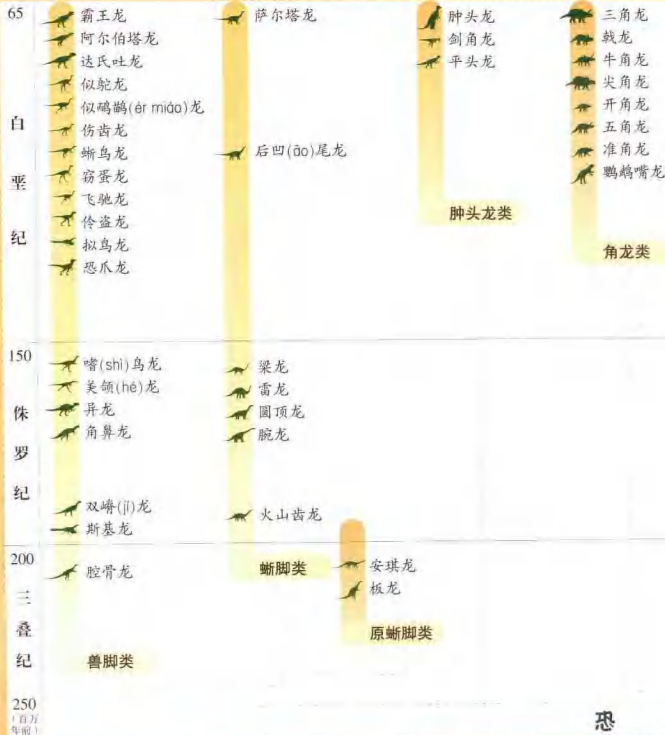 65
白
垩
纪
150
侏
罗
纪
200
三
叠
纪
250
(百万
年前)
霸王龙
阿尔伯塔龙
达氏吐龙
似鸵龙
似鸸鹋(ér miáo)龙
伤齿龙
蜥鸟龙
窃蛋龙
飞驰龙
伶盗龙
拟鸟龙
恐爪龙
嗜(shì)鸟龙
美颌(hé)龙
异龙
角鼻龙
双嵴(jǐ)龙
斯基龙
腔骨龙
兽脚类
萨尔塔龙
后凹(āo)尾龙
梁龙
雷龙
圆顶龙
腕龙
火山齿龙
蜥脚类
安琪龙
板龙
原蜥脚类
肿头龙
剑角龙
平头龙
肿头龙类
三角龙
戟龙
牛角龙
尖角龙
开角龙
五角龙
准角龙
鹦鹉嘴龙
角龙类
恐